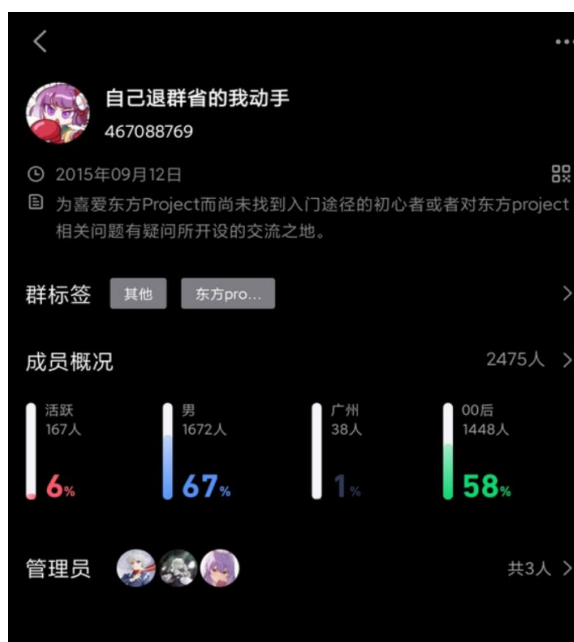 自己退群省的我动手
467088769
2015年09月12日
为喜爱东方Project而尚未找到入门途径的初心者或者对东方project
相关问题有疑问所开设的交流之地。
群标签 其他 东方pro...
成员概况 2475人
活跃 男 广州 00后
167人 1672人 38人 1448人
6% 67% 1% 58%
管理员 共3人